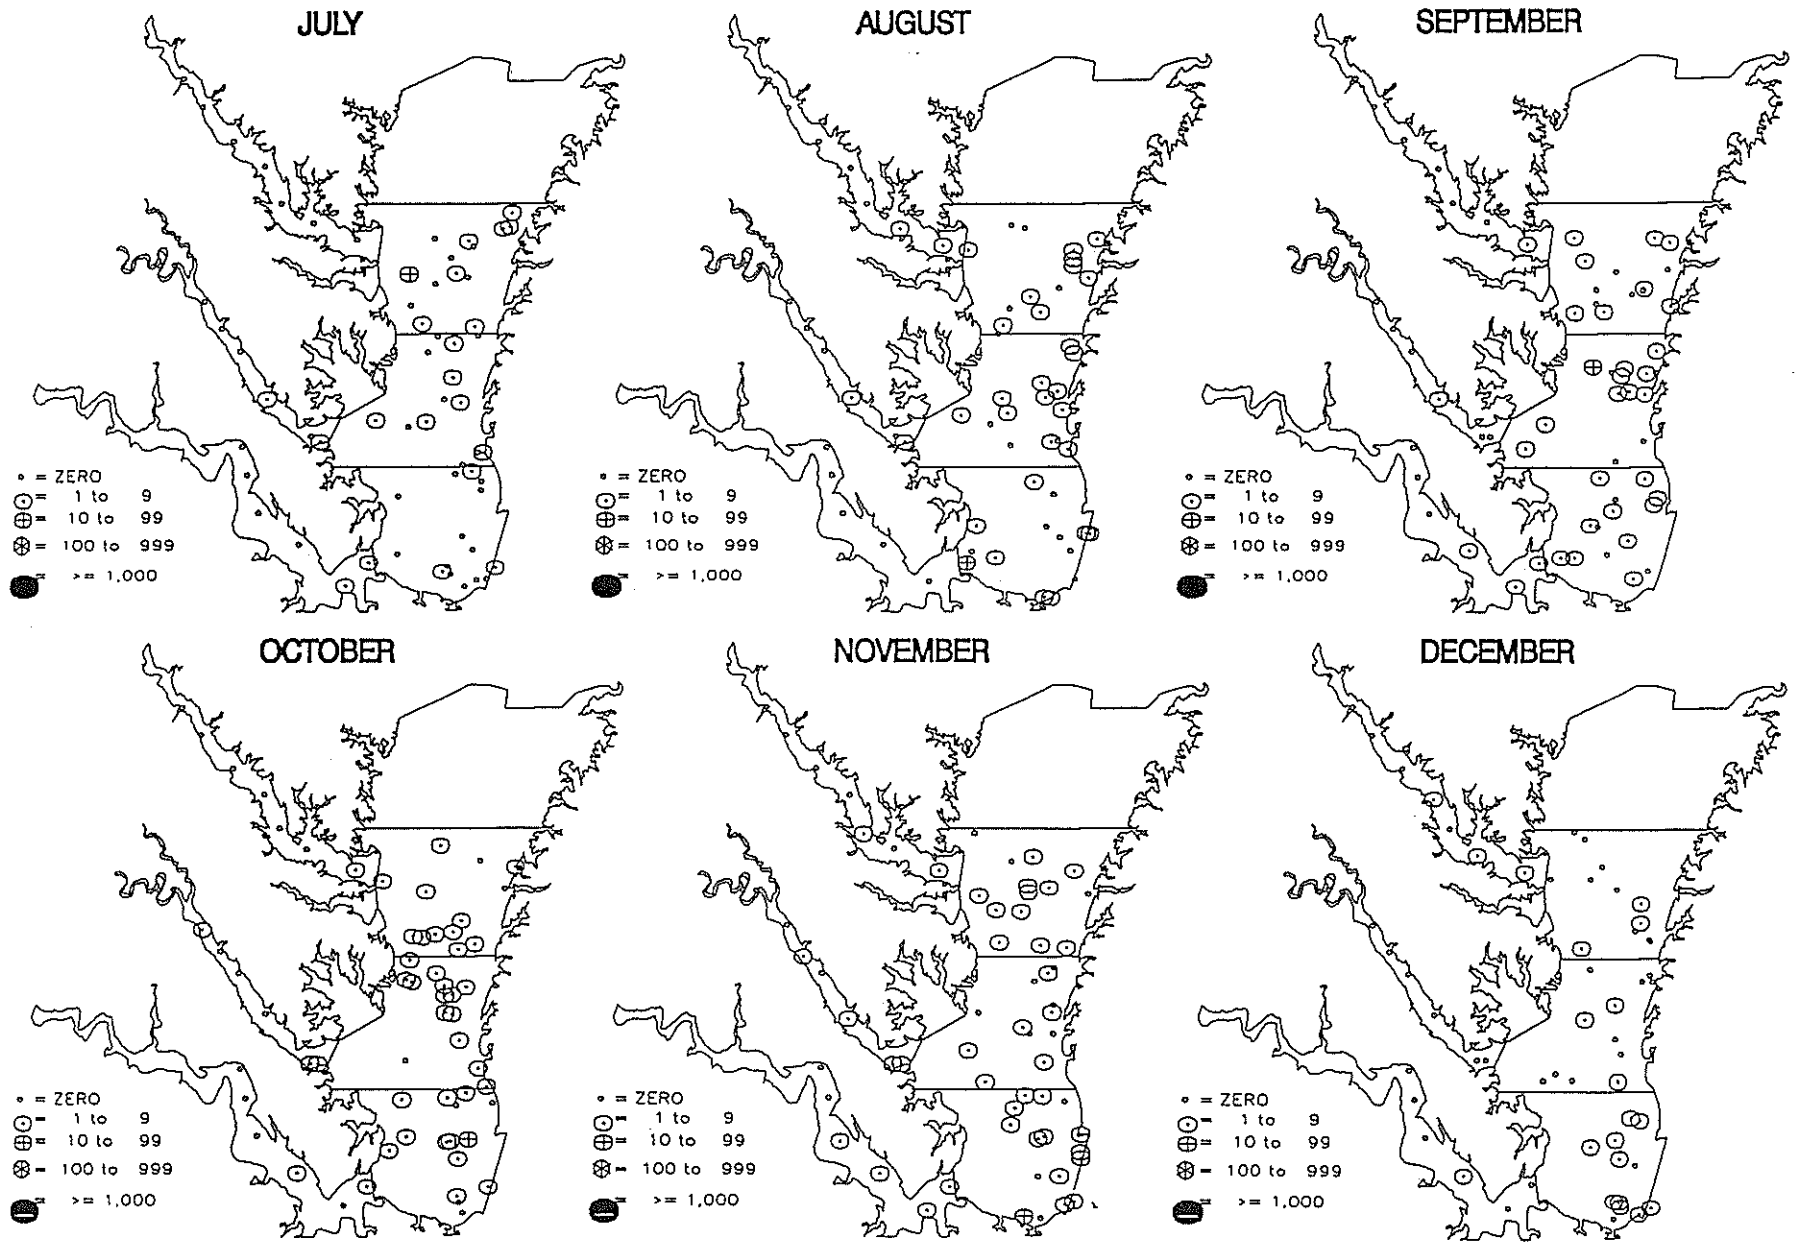 JULY
• = ZERO
= 1 to 9
= 10 to 99
= 100 to 999
= >= 1,000
AUGUST
• = ZERO
= 1 to 9
= 10 to 99
= 100 to 999
= >= 1,000
SEPTEMBER
• = ZERO
= 1 to 9
= 10 to 99
= 100 to 999
= >= 1,000
OCTOBER
• = ZERO
= 1 to 9
= 10 to 99
= 100 to 999
= >= 1,000
NOVEMBER
• = ZERO
= 1 to 9
= 10 to 99
= 100 to 999
= >= 1,000
DECEMBER
• = ZERO
= 1 to 9
= 10 to 99
= 100 to 999
= >= 1,000